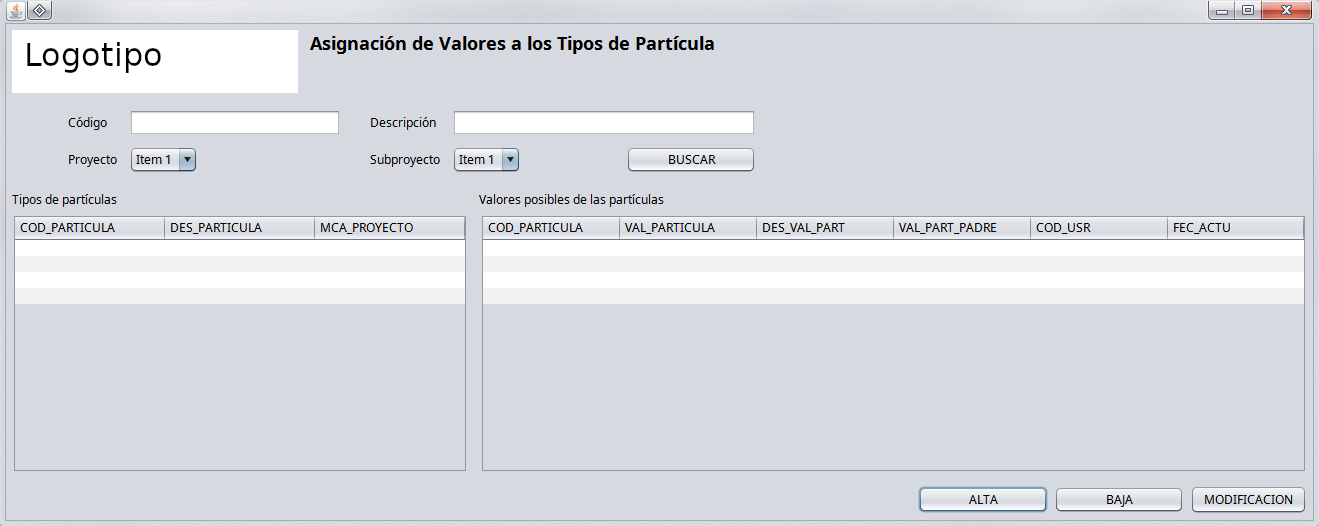 Logotipo
Asignación de Valores a los Tipos de Partícula
Código
Descripción
Proyecto Item 1
Subproyecto Item 1
BUSCAR
Tipos de partículas
Valores posibles de las partículas
COD_PARTICULA DES_PARTICULA MCA_PROYECTO
COD_PARTICULA VAL_PARTICULA DES_VAL_PART VAL_PART_PADRE COD_USR FEC_ACTU
ALTA BAJA MODIFICACION